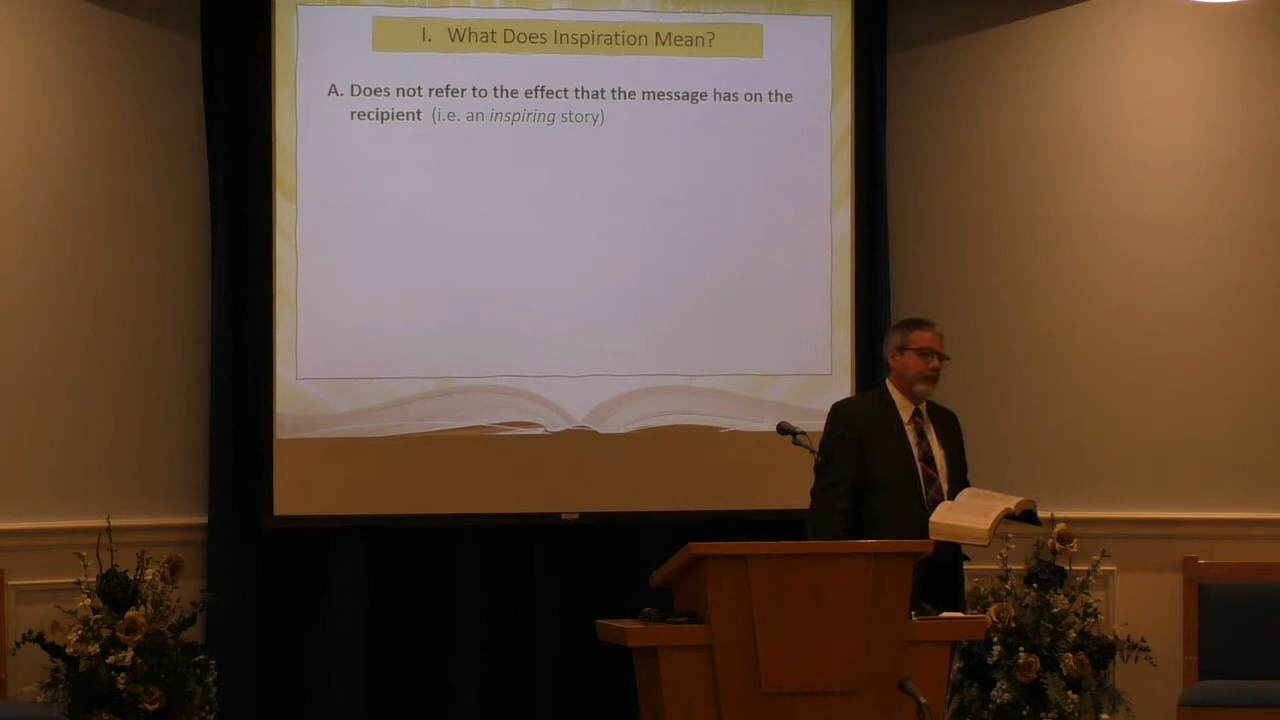 I. What Does Inspiration Mean?
A. Does not refer to the effect that the message has on the
recipient (i.e. an inspiring story)